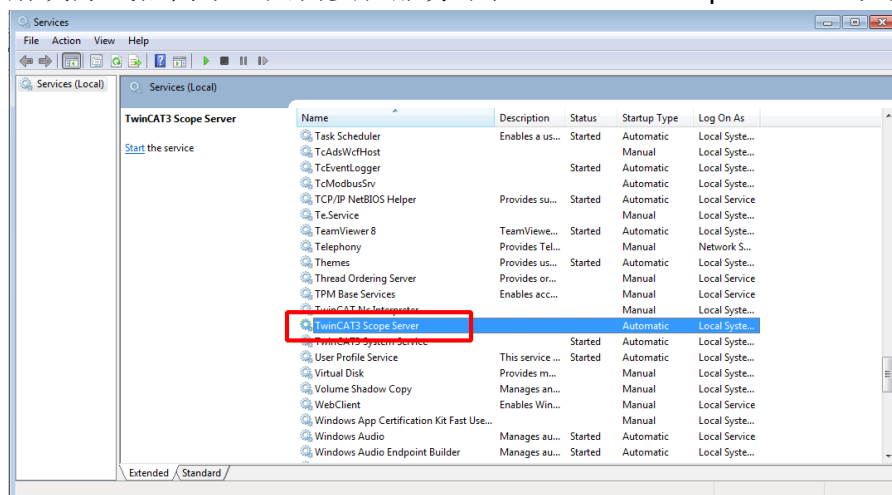 Services
File Action View Help
Services (Local)
Services (Local)
TwinCAT3 Scope Server
Start the service
Name Description Status Startup Type Log On As
Task Scheduler Enables a us... Started Automatic Local Syste...
TcAdsWcfHost Manual Local Syste...
TcEventLogger Started Automatic Local Syste...
TcModbusSrv Automatic Local Syste...
TCP/IP NetBIOS Helper Provides su... Started Automatic Local Service
Te.Service Manual Local Syste...
TeamViewer 8 TeamViewe... Started Automatic Local Syste...
Telephony Provides Tel... Manual Network S...
Themes Provides us... Started Automatic Local Syste...
Thread Ordering Server Provides or... Manual Local Service
TPM Base Services Enables acc... Manual Local Service
TwinCAT Nc Interpreter Manual Local Syste...
TwinCAT3 Scope Server Automatic Local Syste...
TwinCAT3 System Service Started Automatic Local Syste...
User Profile Service This service ... Started Automatic Local Syste...
Virtual Disk Provides m... Manual Local Syste...
Volume Shadow Copy Manages an... Manual Local Syste...
WebClient Enables Win... Manual Local Service
Windows App Certification Kit Fast Use... Manual Local Syste...
Windows Audio Manages au... Started Automatic Local Service
Windows Audio Endpoint Builder Manages au... Started Automatic Local Syste...
Extended Standard